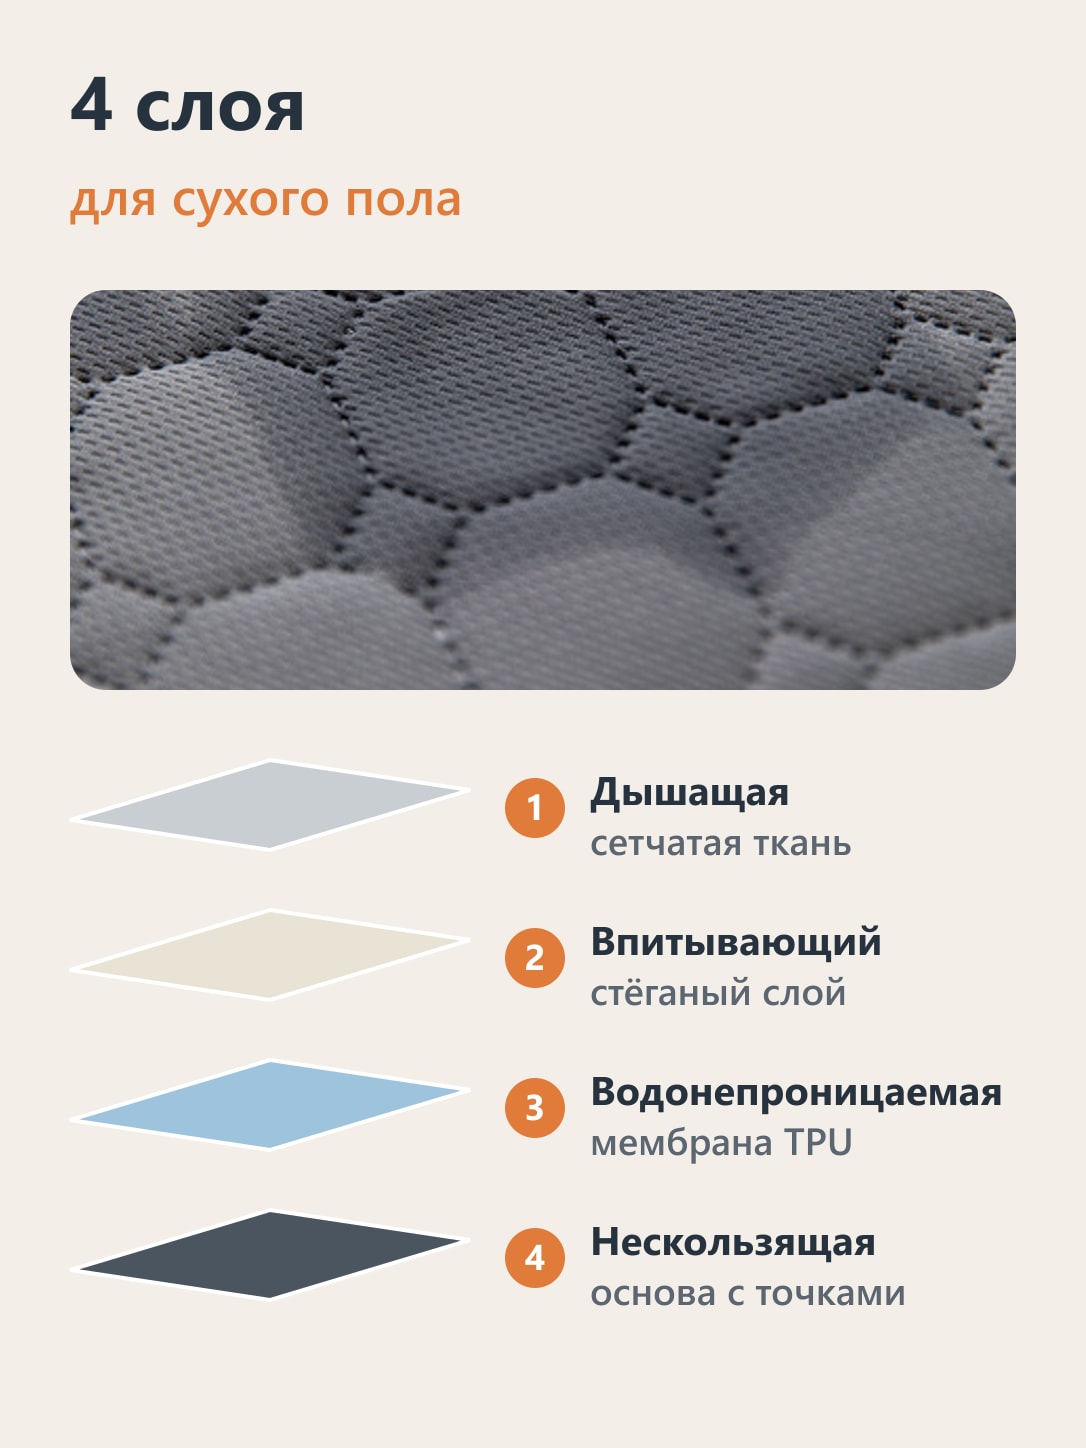 4 слоя
для сухого пола
1
Дышащая
сетчатая ткань
2
Впитывающий
стёганый слой
3
Водонепроницаемая
мембрана TPU
4
Нескользящая
основа с точками